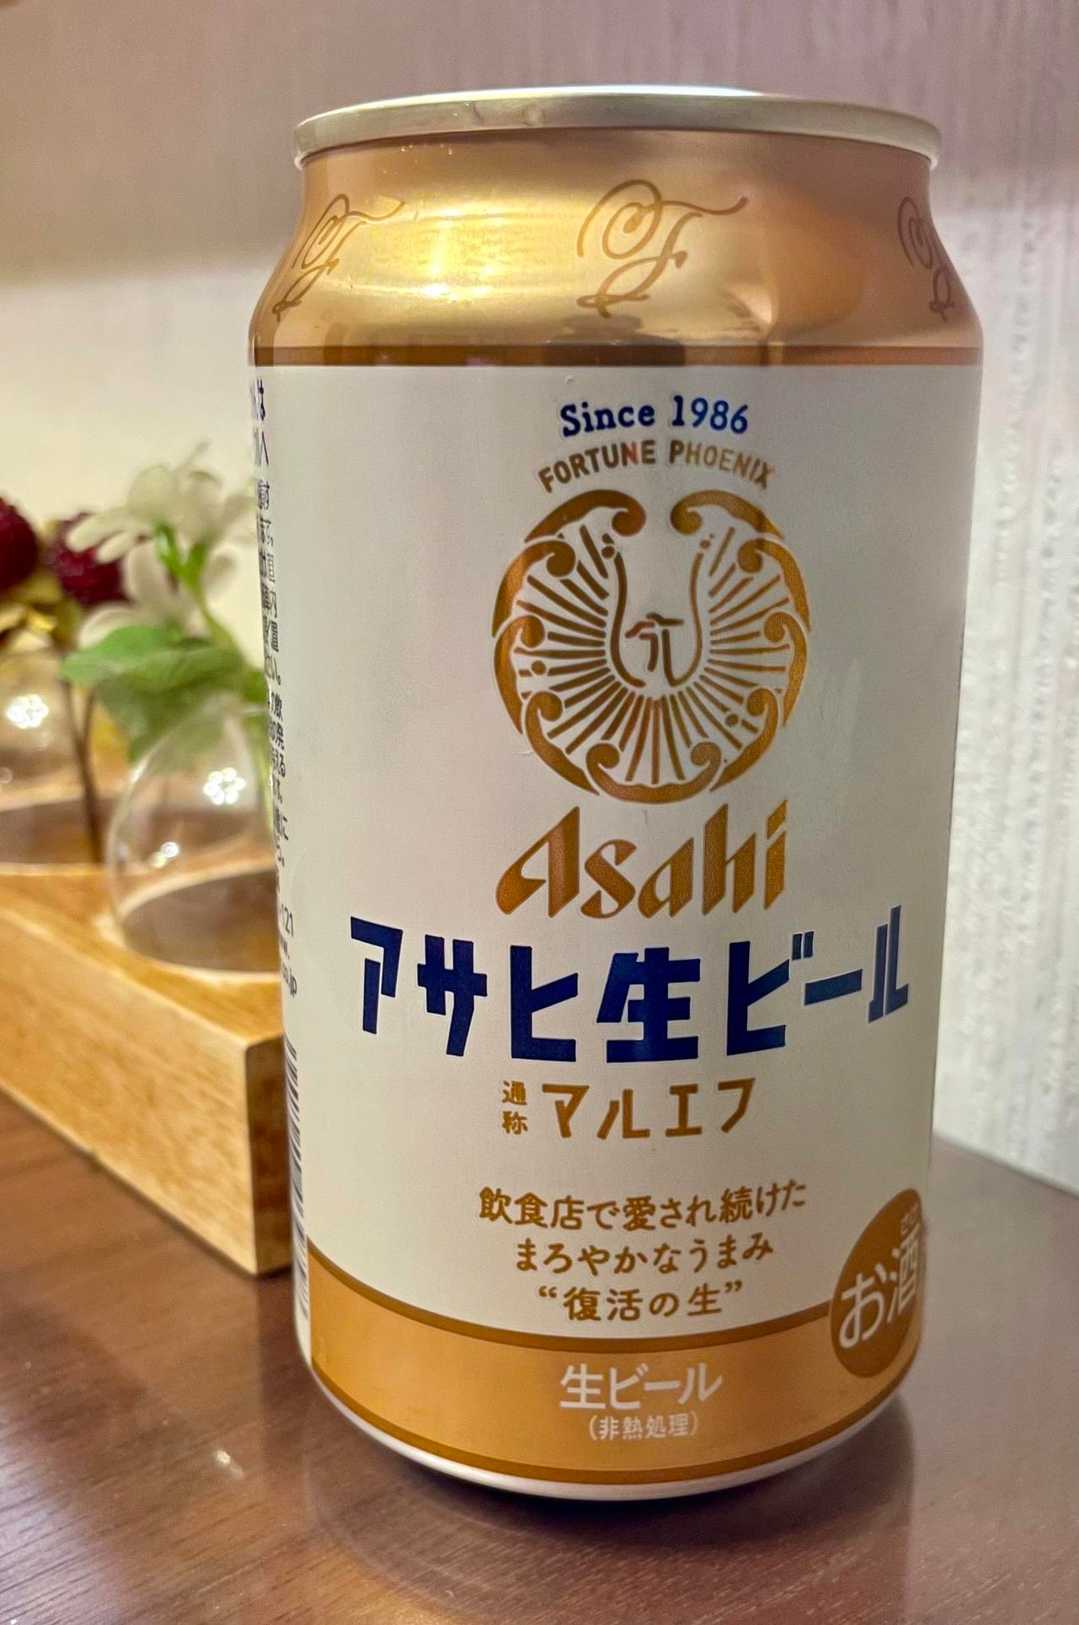 Since 1986
FORTUNE PHOENIX
Asahi
アサヒ生ビール
通称 マルエフ
飲食店で愛され続けた
まろやかなうまみ
“復活の生”
お酒
生ビール
(非熱処理)